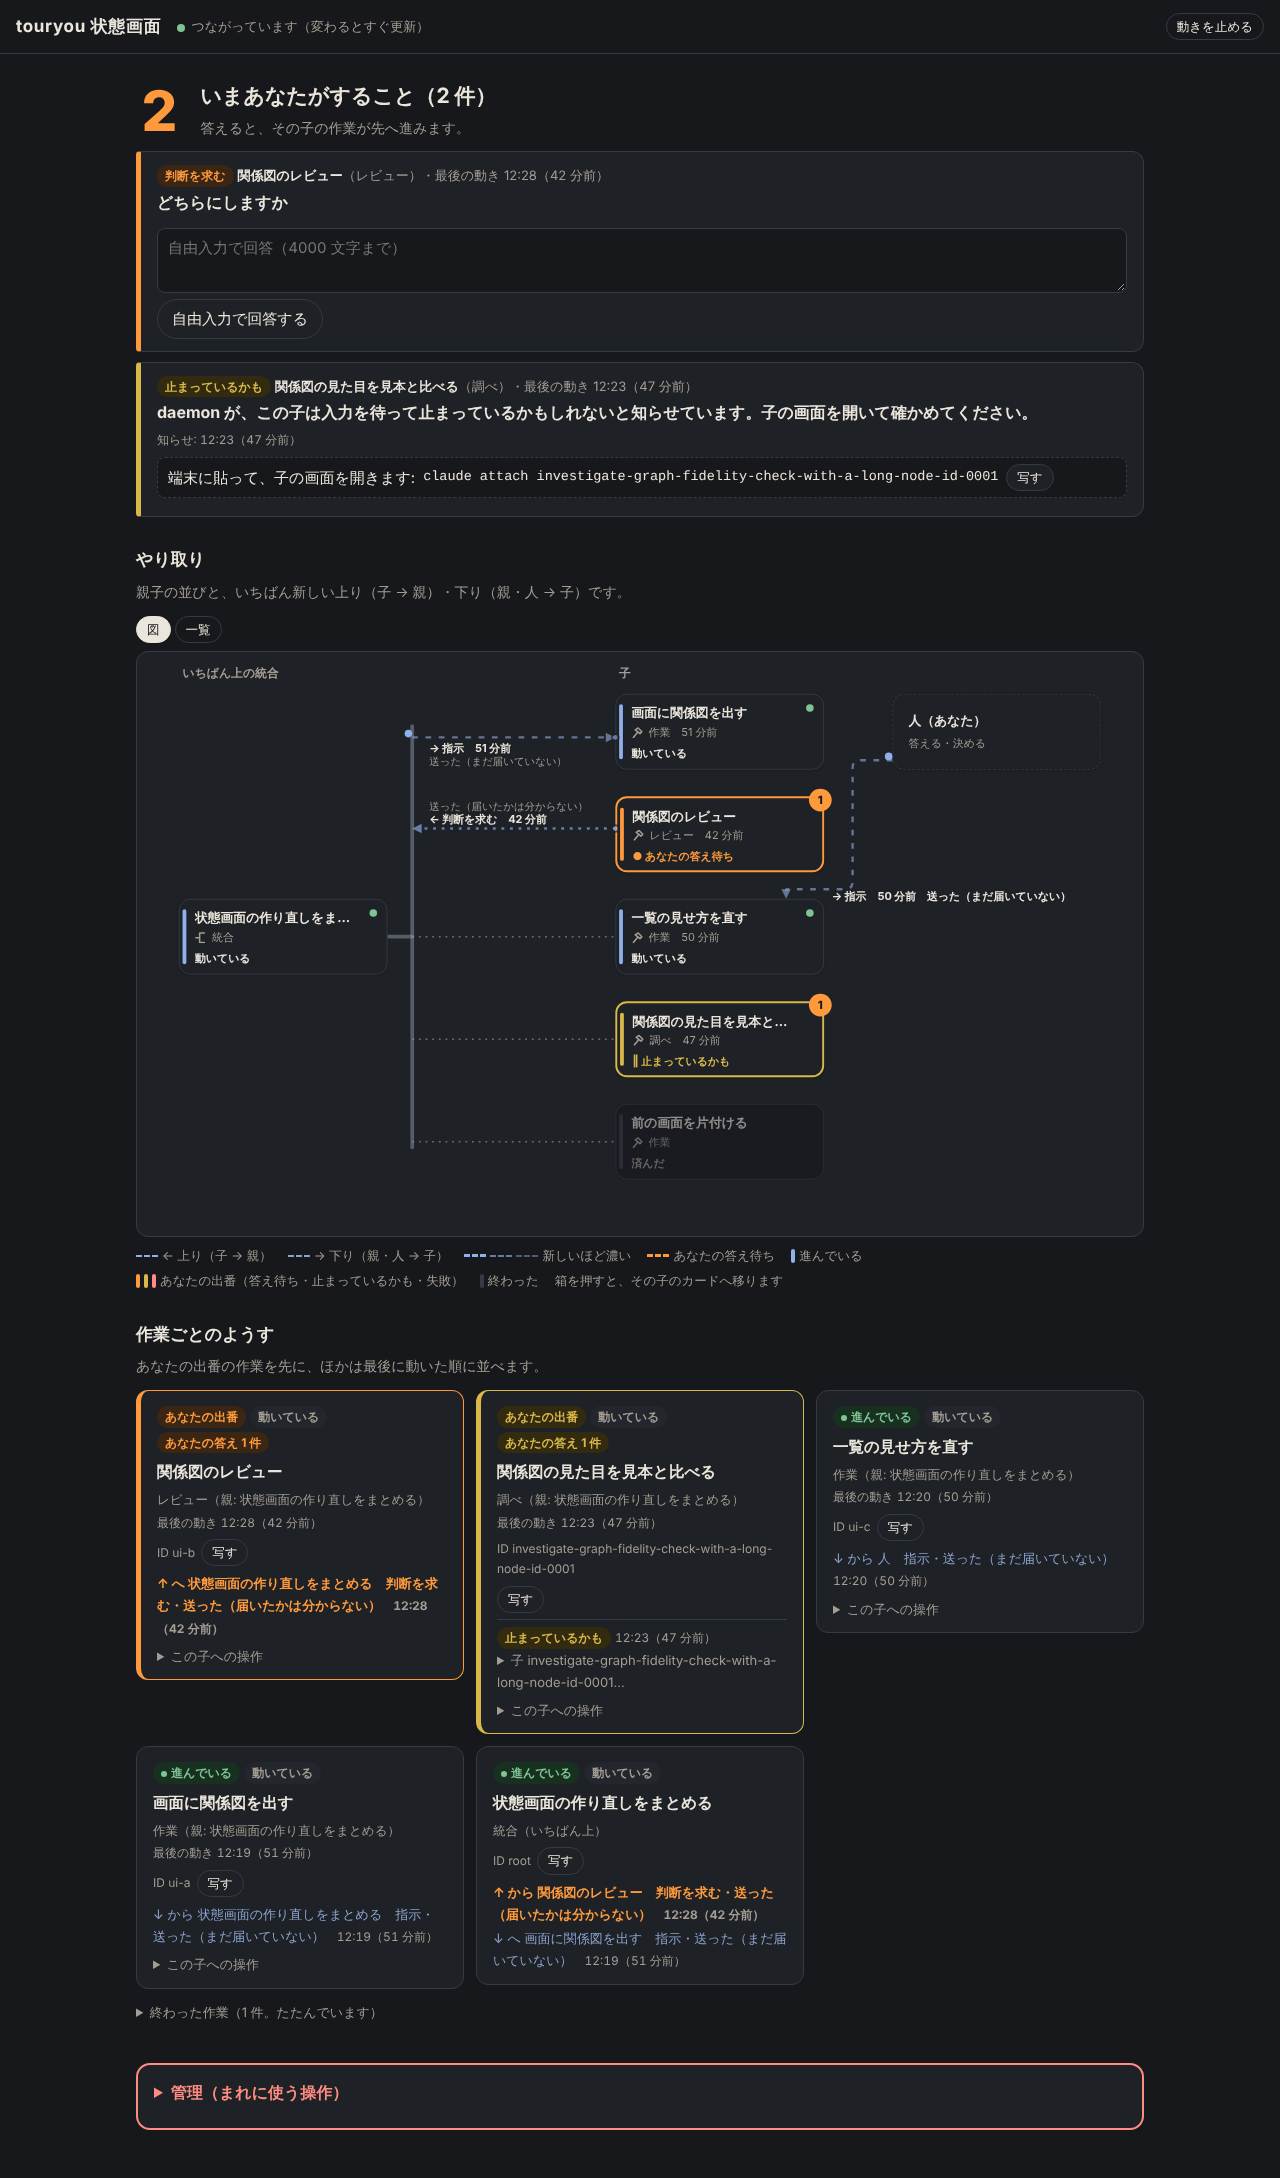 touryou 状態画面
つながっています（変わるとすぐ更新）
動きを止める
2
いまあなたがすること（2 件）
答えると、その子の作業が先へ進みます。
判断を求む 関係図のレビュー（レビュー）・最後の動き 12:28（42 分前）
どちらにしますか
自由入力で回答（4000 文字まで）
自由入力で回答する
止まっているかも 関係図の見た目を見本と比べる（調べ）・最後の動き 12:23（47 分前）
daemon が、この子は入力を待って止まっているかもしれないと知らせています。子の画面を開いて確かめてください。
知らせ: 12:23（47 分前）
端末に貼って、子の画面を開きます: claude attach investigate-graph-fidelity-check-with-a-long-node-id-0001 写す
やり取り
親子の並びと、いちばん新しい上り（子 → 親）・下り（親・人 → 子）です。
図 一覧
いちばん上の統合
子
画面に関係図を出す
作業 51 分前
動いている
人（あなた）
答える・決める
→ 指示 51 分前
送った（まだ届いていない）
送った（届いたかは分からない）
← 判断を求む 42 分前
1
関係図のレビュー
レビュー 42 分前
● あなたの答え待ち
→ 指示 50 分前 送った（まだ届いていない）
状態画面の作り直しをま…
統合
動いている
一覧の見せ方を直す
作業 50 分前
動いている
1
関係図の見た目を見本と…
調べ 47 分前
‖ 止まっているかも
前の画面を片付ける
作業
済んだ
← 上り（子 → 親） → 下り（親・人 → 子） 新しいほど濃い あなたの答え待ち 進んでいる
あなたの出番（答え待ち・止まっているかも・失敗） 終わった 箱を押すと、その子のカードへ移ります
作業ごとのようす
あなたの出番の作業を先に、ほかは最後に動いた順に並べます。
あなたの出番 動いている
あなたの答え 1 件
関係図のレビュー
レビュー（親: 状態画面の作り直しをまとめる）
最後の動き 12:28（42 分前）
ID ui-b 写す
↑ へ 状態画面の作り直しをまとめる 判断を求
む・送った（届いたかは分からない） 12:28
（42 分前）
▶ この子への操作
あなたの出番 動いている
あなたの答え 1 件
関係図の見た目を見本と比べる
調べ（親: 状態画面の作り直しをまとめる）
最後の動き 12:23（47 分前）
ID investigate-graph-fidelity-check-with-a-long-
node-id-0001
写す
止まっているかも 12:23（47 分前）
▶ 子 investigate-graph-fidelity-check-with-a-
long-node-id-0001…
▶ この子への操作
● 進んでいる 動いている
一覧の見せ方を直す
作業（親: 状態画面の作り直しをまとめる）
最後の動き 12:20（50 分前）
ID ui-c 写す
↓ から 人 指示・送った（まだ届いていない）
12:20（50 分前）
▶ この子への操作
● 進んでいる 動いている
画面に関係図を出す
作業（親: 状態画面の作り直しをまとめる）
最後の動き 12:19（51 分前）
ID ui-a 写す
↓ から 状態画面の作り直しをまとめる 指示・
送った（まだ届いていない） 12:19（51 分前）
▶ この子への操作
● 進んでいる 動いている
状態画面の作り直しをまとめる
統合（いちばん上）
ID root 写す
↑ から 関係図のレビュー 判断を求む・送った
（届いたかは分からない） 12:28（42 分前）
↓ へ 画面に関係図を出す 指示・送った（まだ届
いていない） 12:19（51 分前）
▶ 終わった作業（1 件。たたんでいます）
▶ 管理（まれに使う操作）